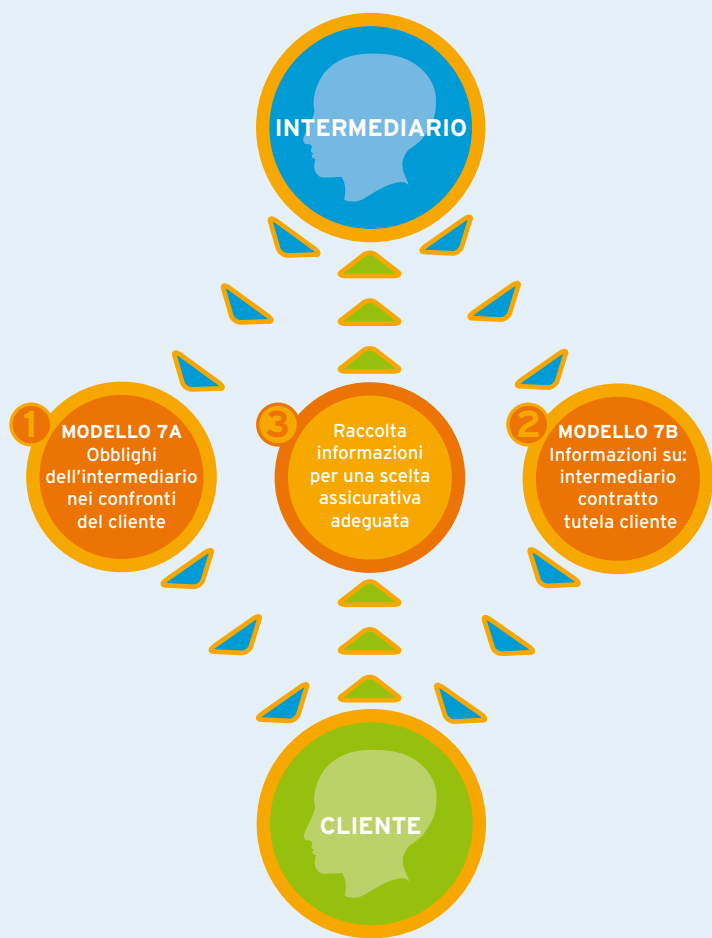 INTERMEDIARIO
1
MODELLO 7A
Obblighi
dell'intermediario
nei confronti
del cliente
3
Raccolta
informazioni
per una scelta
assicurativa
adeguata
2
MODELLO 7B
Informazioni su:
intermediario
contratto
tutela cliente
CLIENTE